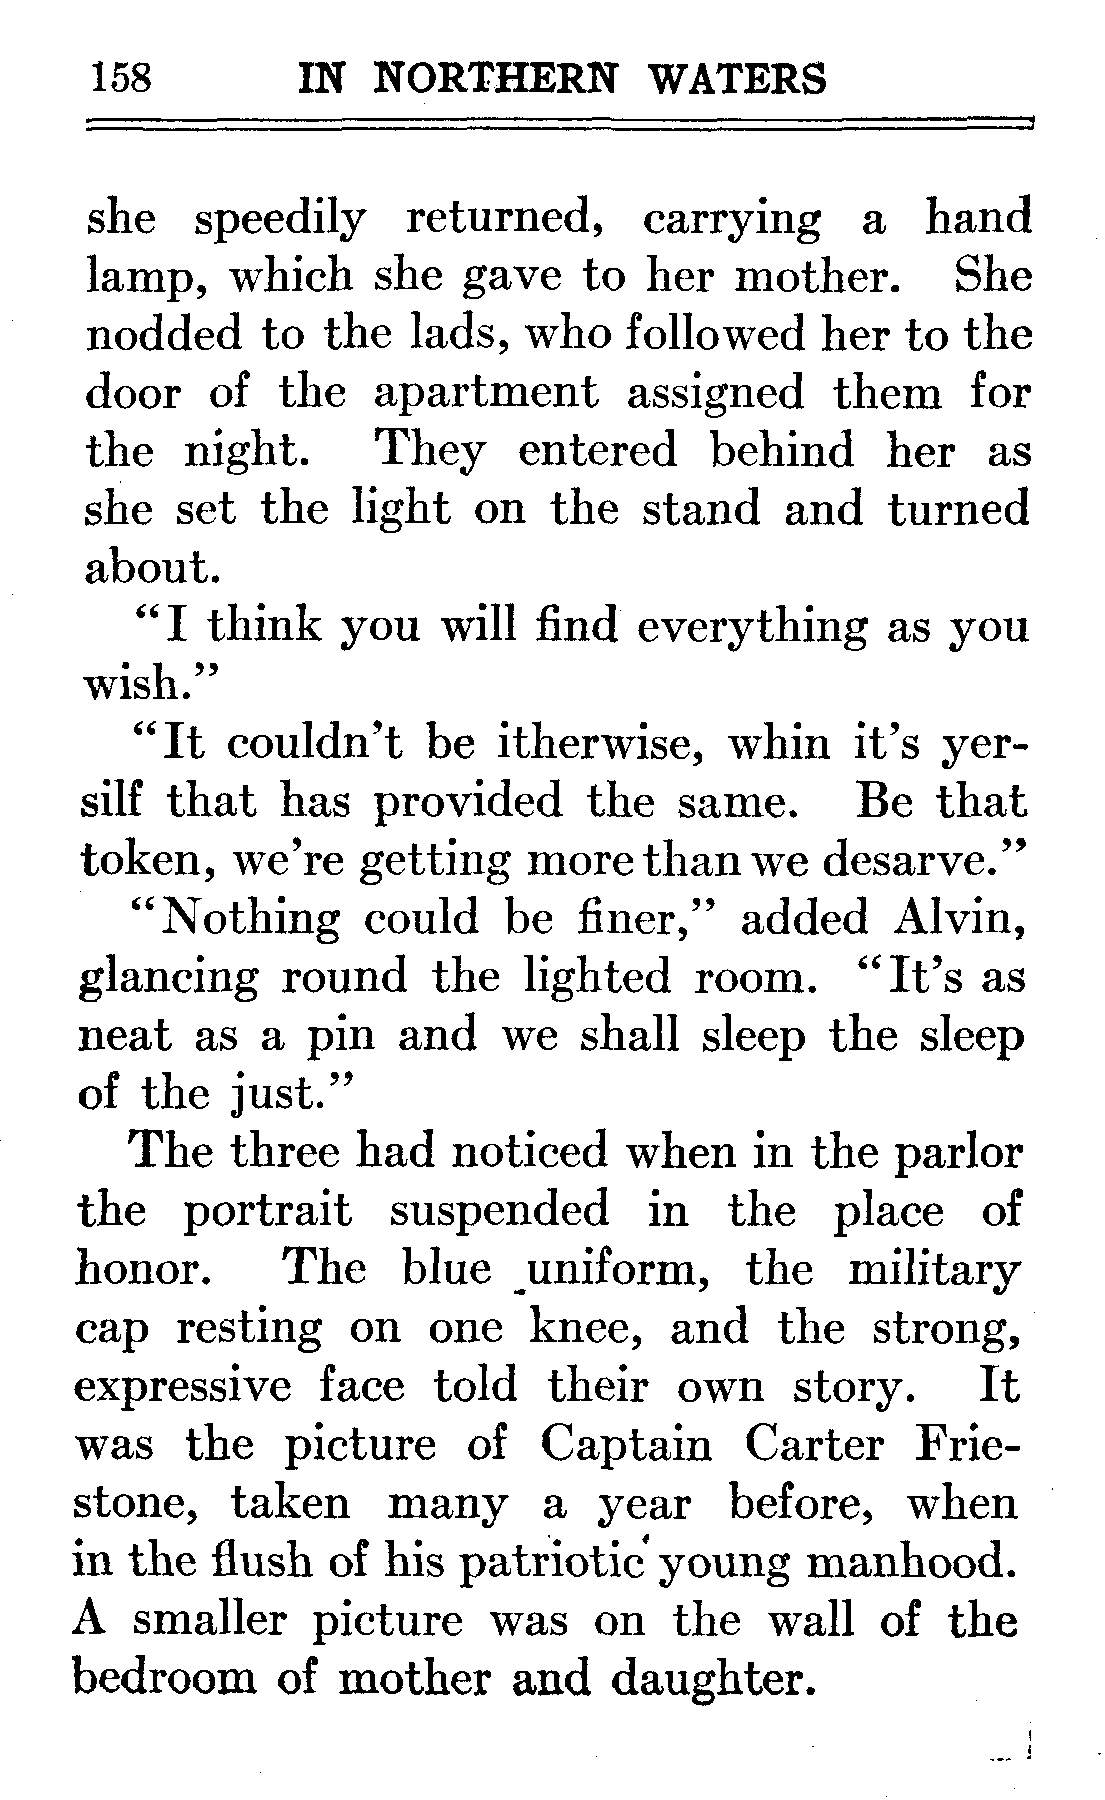 158 IN NORTHERN WATERS
she speedily returned, carrying a hand
lamp, which she gave to her mother. She
nodded to the lads, who followed her to the
door of the apartment assigned them for
the night. They entered behind her as
she set the light on the stand and turned
about.
“I think you will find everything as you
wish.”
“It couldn’t be itherwise, whin it’s yer-
silf that has provided the same. Be that
token, we’re getting more than we desarve.”
“Nothing could be finer,” added Alvin,
glancing round the lighted room. “It’s as
neat as a pin and we shall sleep the sleep
of the just.”
The three had noticed when in the parlor
the portrait suspended in the place of
honor. The blue uniform, the military
cap resting on one knee, and the strong,
expressive face told their own story. It
was the picture of Captain Carter Frie-
stone, taken many a year before, when
in the flush of his patriotic young manhood.
A smaller picture was on the wall of the
bedroom of mother and daughter.